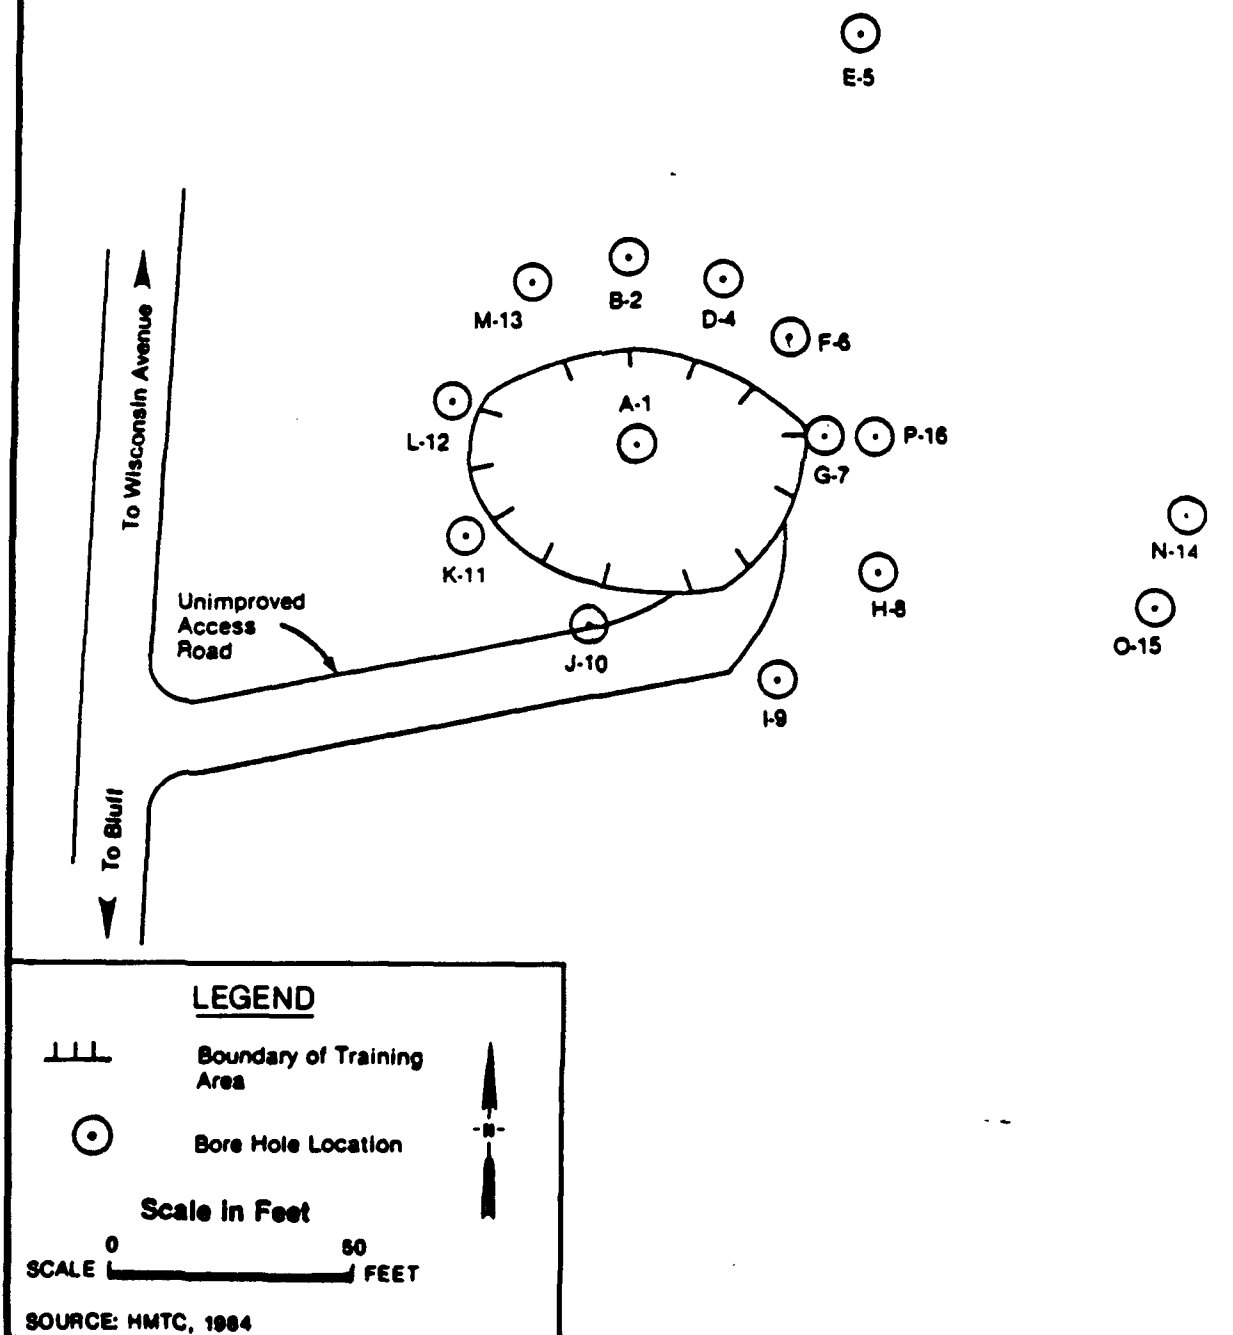 E-5
B-2
M-13
D-4
F-6
To Wisconsin Avenue
A-1
L-12
P-16
G-7
N-14
K-11
H-8
Unimproved
Access
Road
O-15
J-10
I-9
To Bluff
LEGEND
Boundary of Training
Area
-N-
Bore Hole Location
Scale in Feet
0 50
SCALE FEET
SOURCE: HMTC, 1984